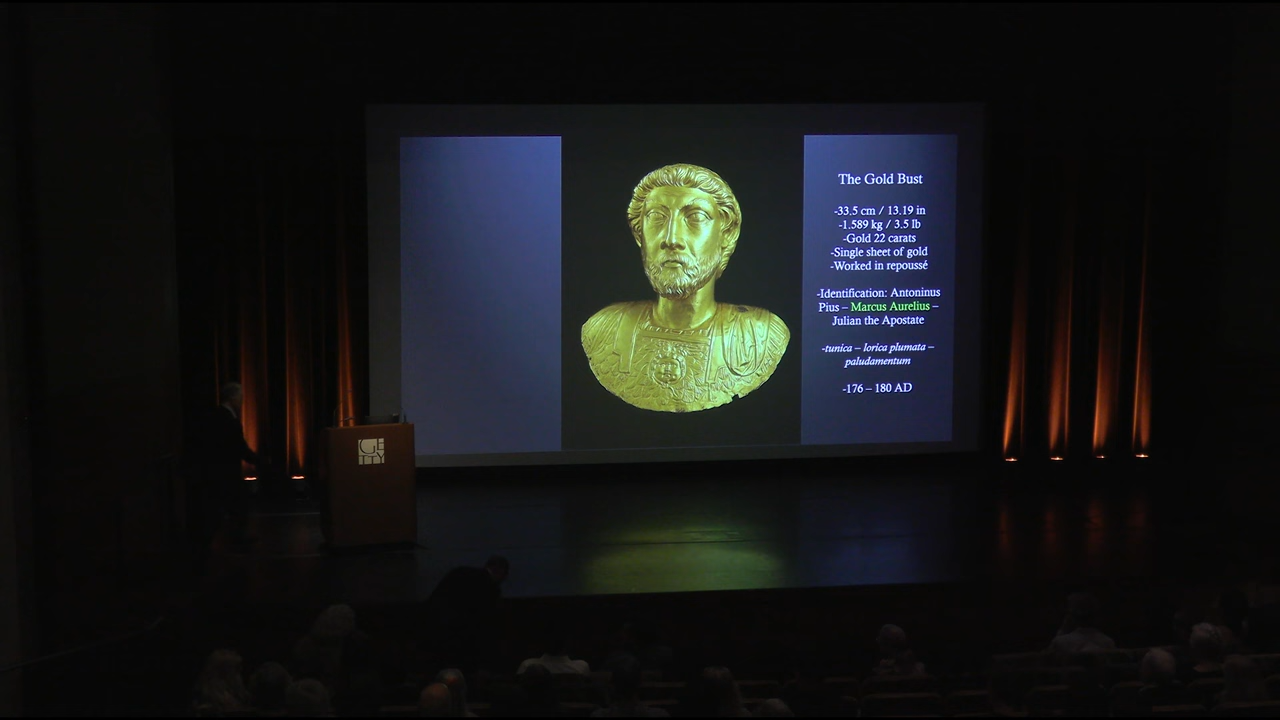 The Gold Bust
-33.5 cm / 13.19 in
-1.589 kg / 3.5 lb
-Gold 22 carats
-Single sheet of gold
-Worked in repoussé
-Identification: Antoninus
Pius – Marcus Aurelius –
Julian the Apostate
-tunica – lorica plumata –
paludamentum
-176 – 180 AD
GE
TTY